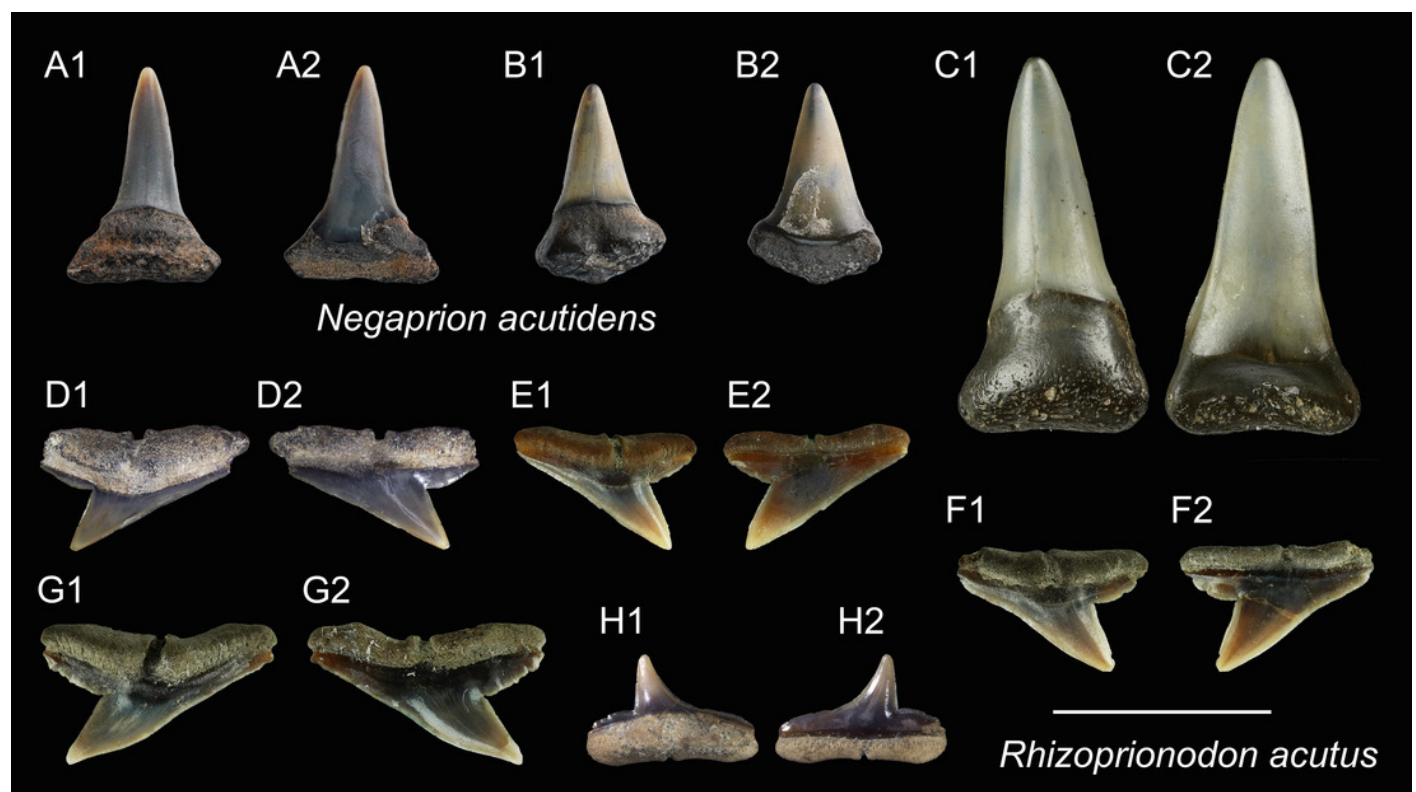 A1 A2 B1 B2 C1 C2
Negaprion acutidens
D1 D2 E1 E2
F1 F2
G1 G2
H1 H2
Rhizoprionodon acutus